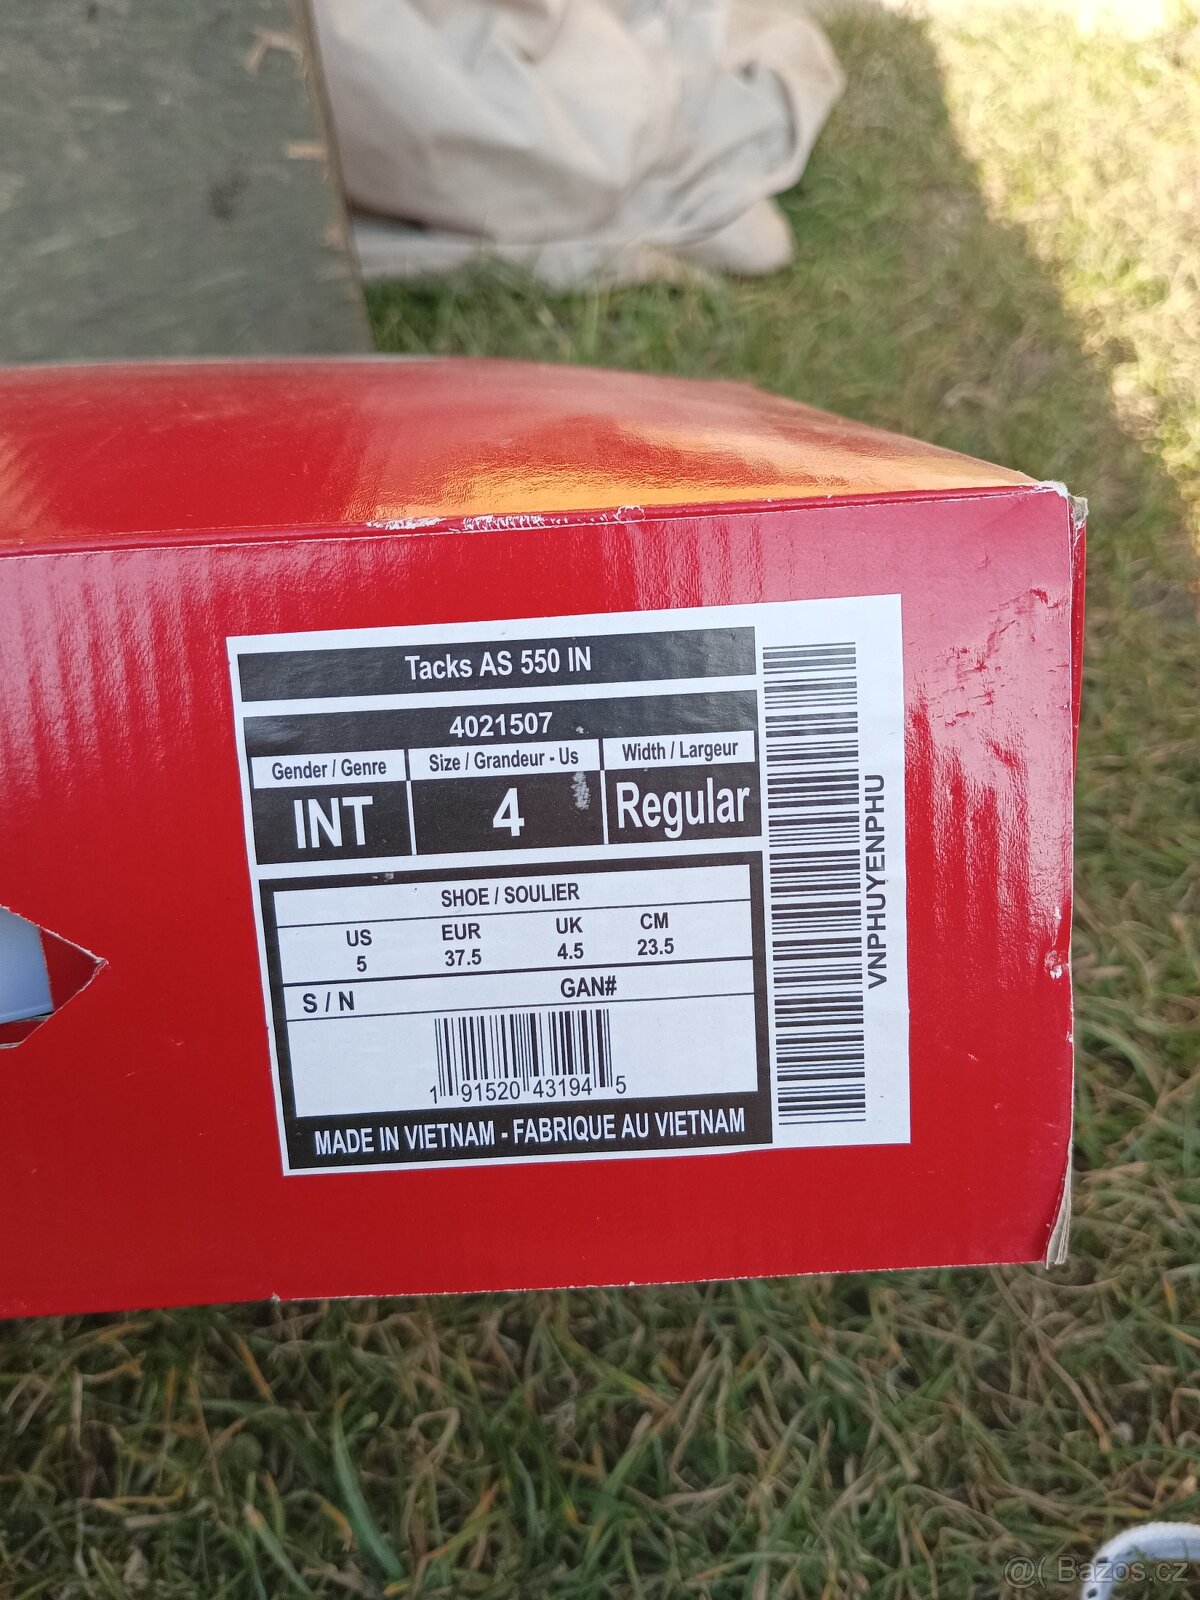 Tacks AS 550 IN
4021507
Gender / Genre
INT
Size / Grandeur - Us
4
Width / Largeur
Regular
SHOE / SOULIER
US EUR UK CM
5 37.5 4.5 23.5
S / N GAN#
1 91520 43194 5
MADE IN VIETNAM - FABRIQUE AU VIETNAM
VNPHUYENPHU
@( Bazos.cz